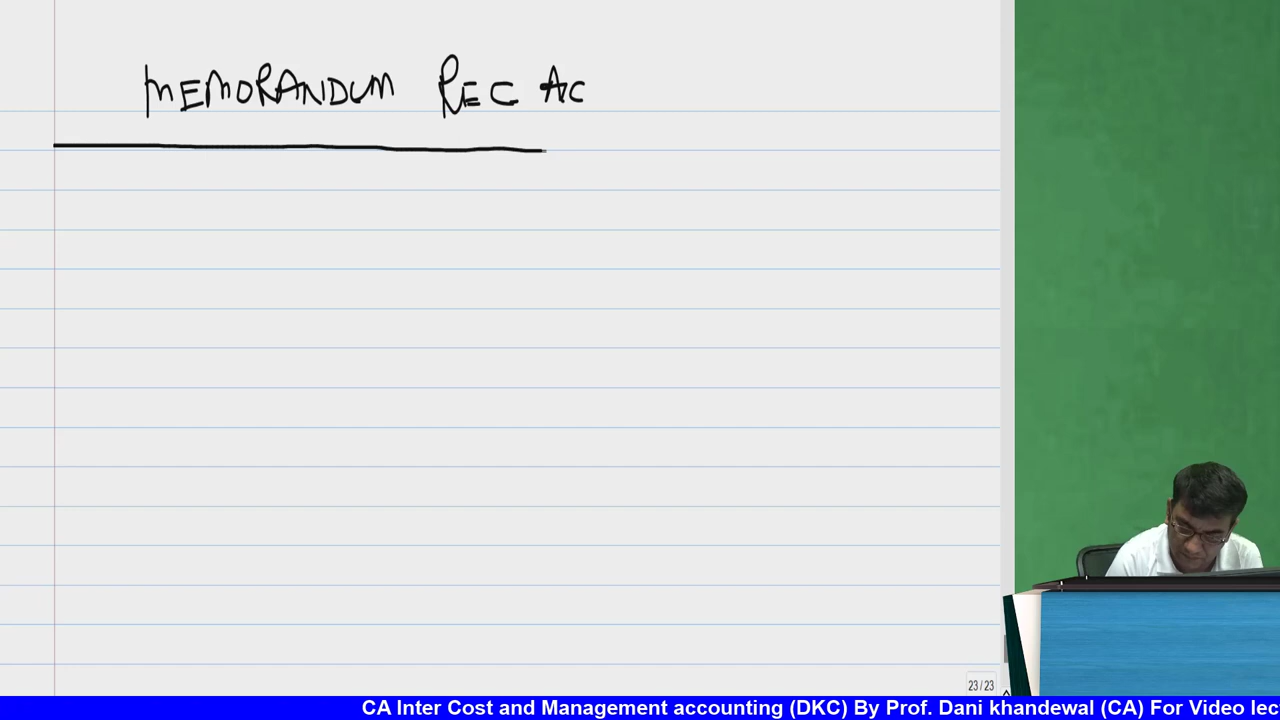 MEMORANDUM REC AC
23/23
CA Inter Cost and Management accounting (DKC) By Prof. Dani khandewal (CA) For Video lec